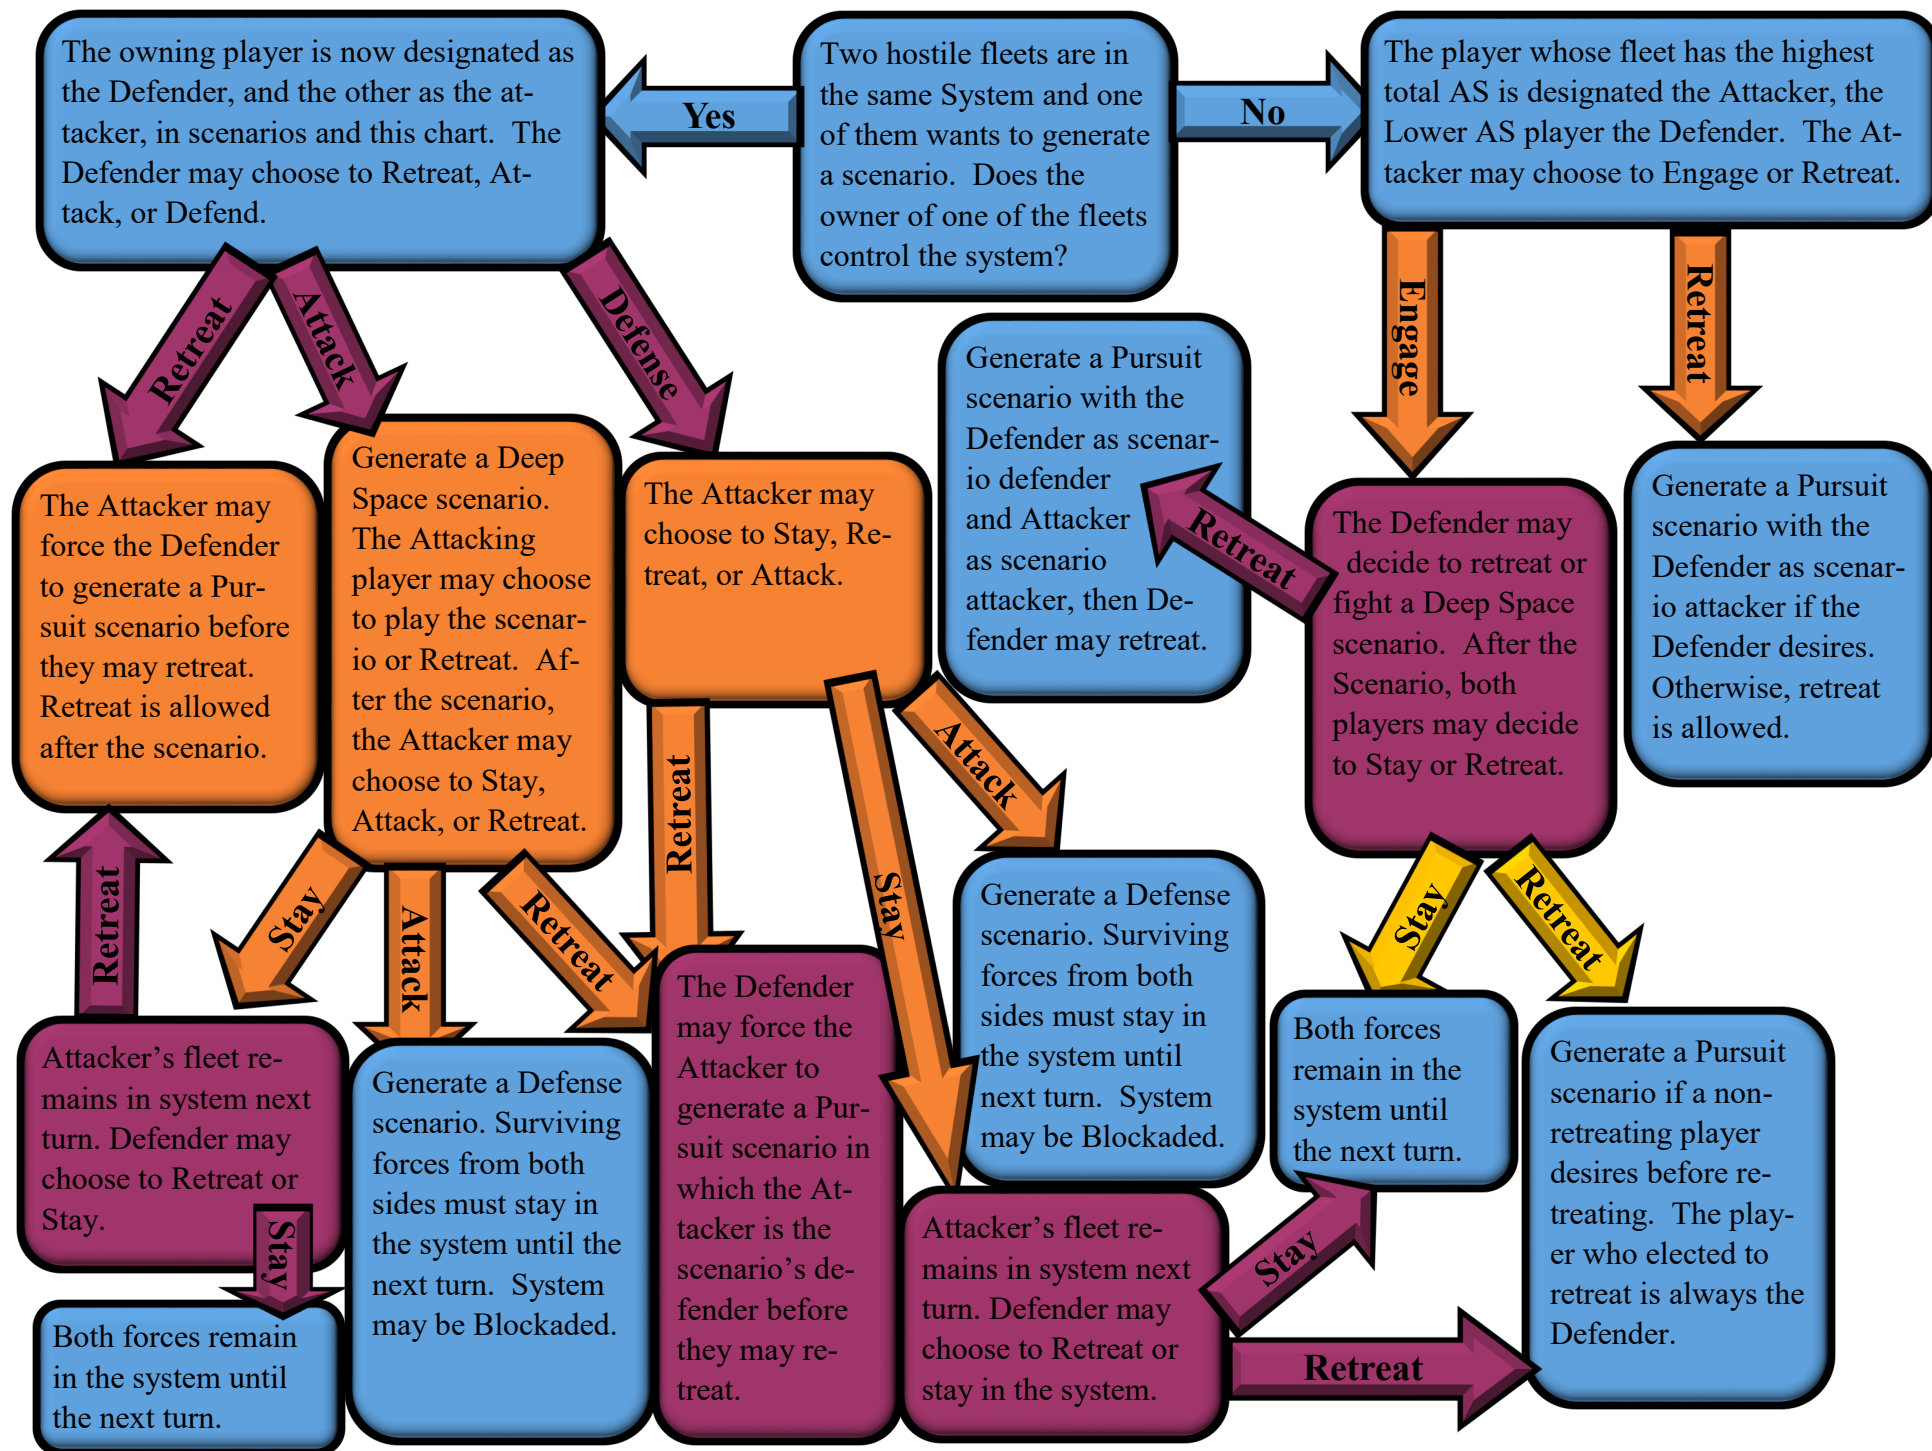 The owning player is now designated as
the Defender, and the other as the at-
tacker, in scenarios and this chart.  The
Defender may choose to Retreat, At-
tack, or Defend.
Yes
Two hostile fleets are in
the same System and one
of them wants to generate
a scenario.  Does the
owner of one of the fleets
control the system?
No
The player whose fleet has the highest
total AS is designated the Attacker, the
Lower AS player the Defender.  The At-
tacker may choose to Engage or Retreat.
Retreat
Attack
Defense
Engage
Retreat
The Attacker may
force the Defender
to generate a Pur-
suit scenario before
they may retreat.
Retreat is allowed
after the scenario.
Generate a Deep
Space scenario.
The Attacking
player may choose
to play the scenar-
io or Retreat.  Af-
ter the scenario,
the Attacker may
choose to Stay,
Attack, or Retreat.
The Attacker may
choose to Stay, Re-
treat, or Attack.
Generate a Pursuit
scenario with the
Defender as scenar-
io defender
and Attacker
as scenario
attacker, then De-
fender may retreat.
Retreat
The Defender may
decide to retreat or
fight a Deep Space
scenario.  After the
Scenario, both
players may decide
to Stay or Retreat.
Generate a Pursuit
scenario with the
Defender as scenar-
io attacker if the
Defender desires.
Otherwise, retreat
is allowed.
Retreat
Stay
Attack
Retreat
Retreat
Stay
Attack
Stay
Retreat
Attacker’s fleet re-
mains in system next
turn. Defender may
choose to Retreat or
Stay.
Stay
Both forces remain
in the system until
the next turn.
Generate a Defense
scenario. Surviving
forces from both
sides must stay in
the system until the
next turn.  System
may be Blockaded.
The Defender
may force the
Attacker to
generate a Pur-
suit scenario in
which the At-
tacker is the
scenario’s de-
fender before
they may re-
treat.
Generate a Defense
scenario. Surviving
forces from both
sides must stay in
the system until
next turn.  System
may be Blockaded.
Attacker’s fleet re-
mains in system next
turn. Defender may
choose to Retreat or
stay in the system.
Stay
Retreat
Both forces
remain in the
system until
the next turn.
Generate a Pursuit
scenario if a non-
retreating player
desires before re-
treating.  The play-
er who elected to
retreat is always the
Defender.